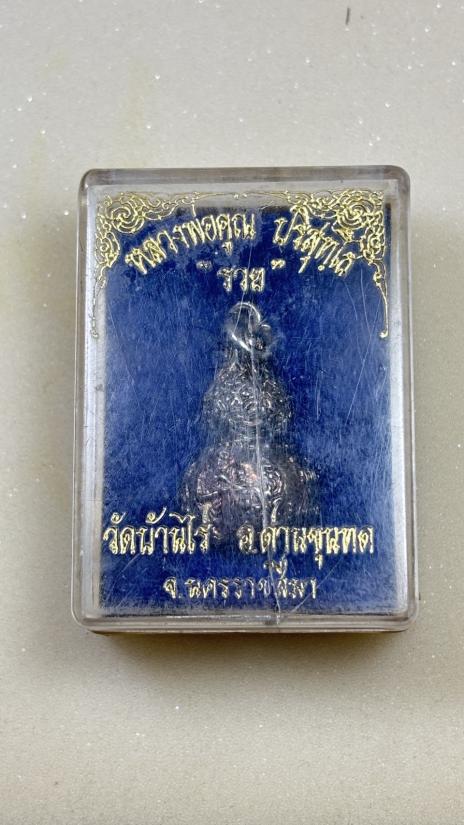 หลวงพ่อคูณ ปริสุทฺโธ
"รวย"
วัดบ้านไร่ อ.ด่านขุนทด
จ.นครราชสีมา